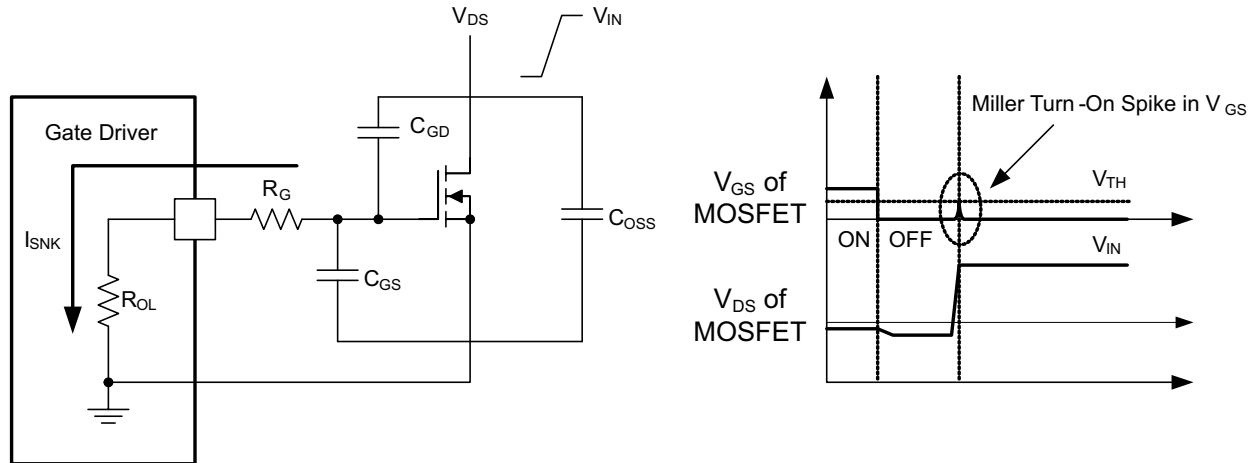 V_DS
V_IN
Gate Driver
C_GD
R_G
C_OSS
I_SNK
C_GS
R_OL
Miller Turn -On Spike in V_GS
V_GS of
MOSFET
V_TH
ON
OFF
V_IN
V_DS of
MOSFET